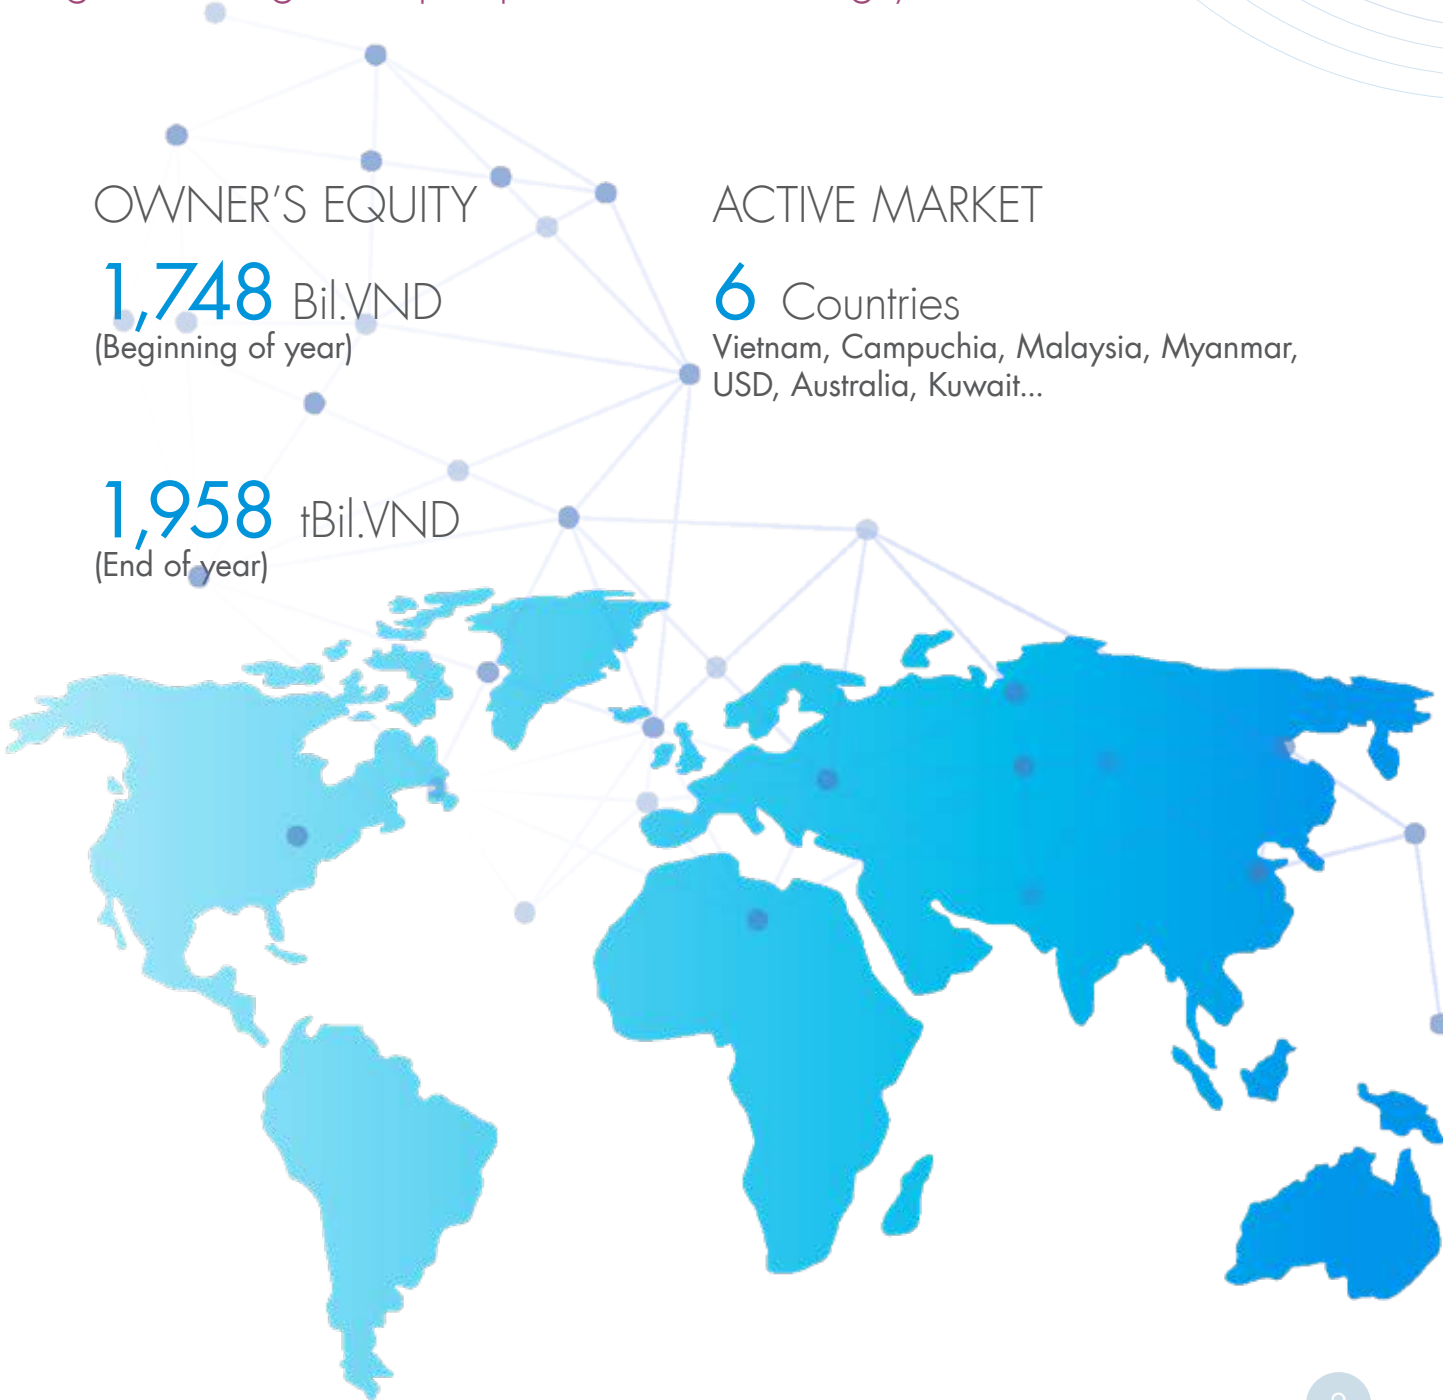 OWNER'S EQUITY
1,748 Bil.VND
(Beginning of year)
1,958 tBil.VND
(End of year)
ACTIVE MARKET
6 Countries
Vietnam, Campuchia, Malaysia, Myanmar,
USD, Australia, Kuwait...